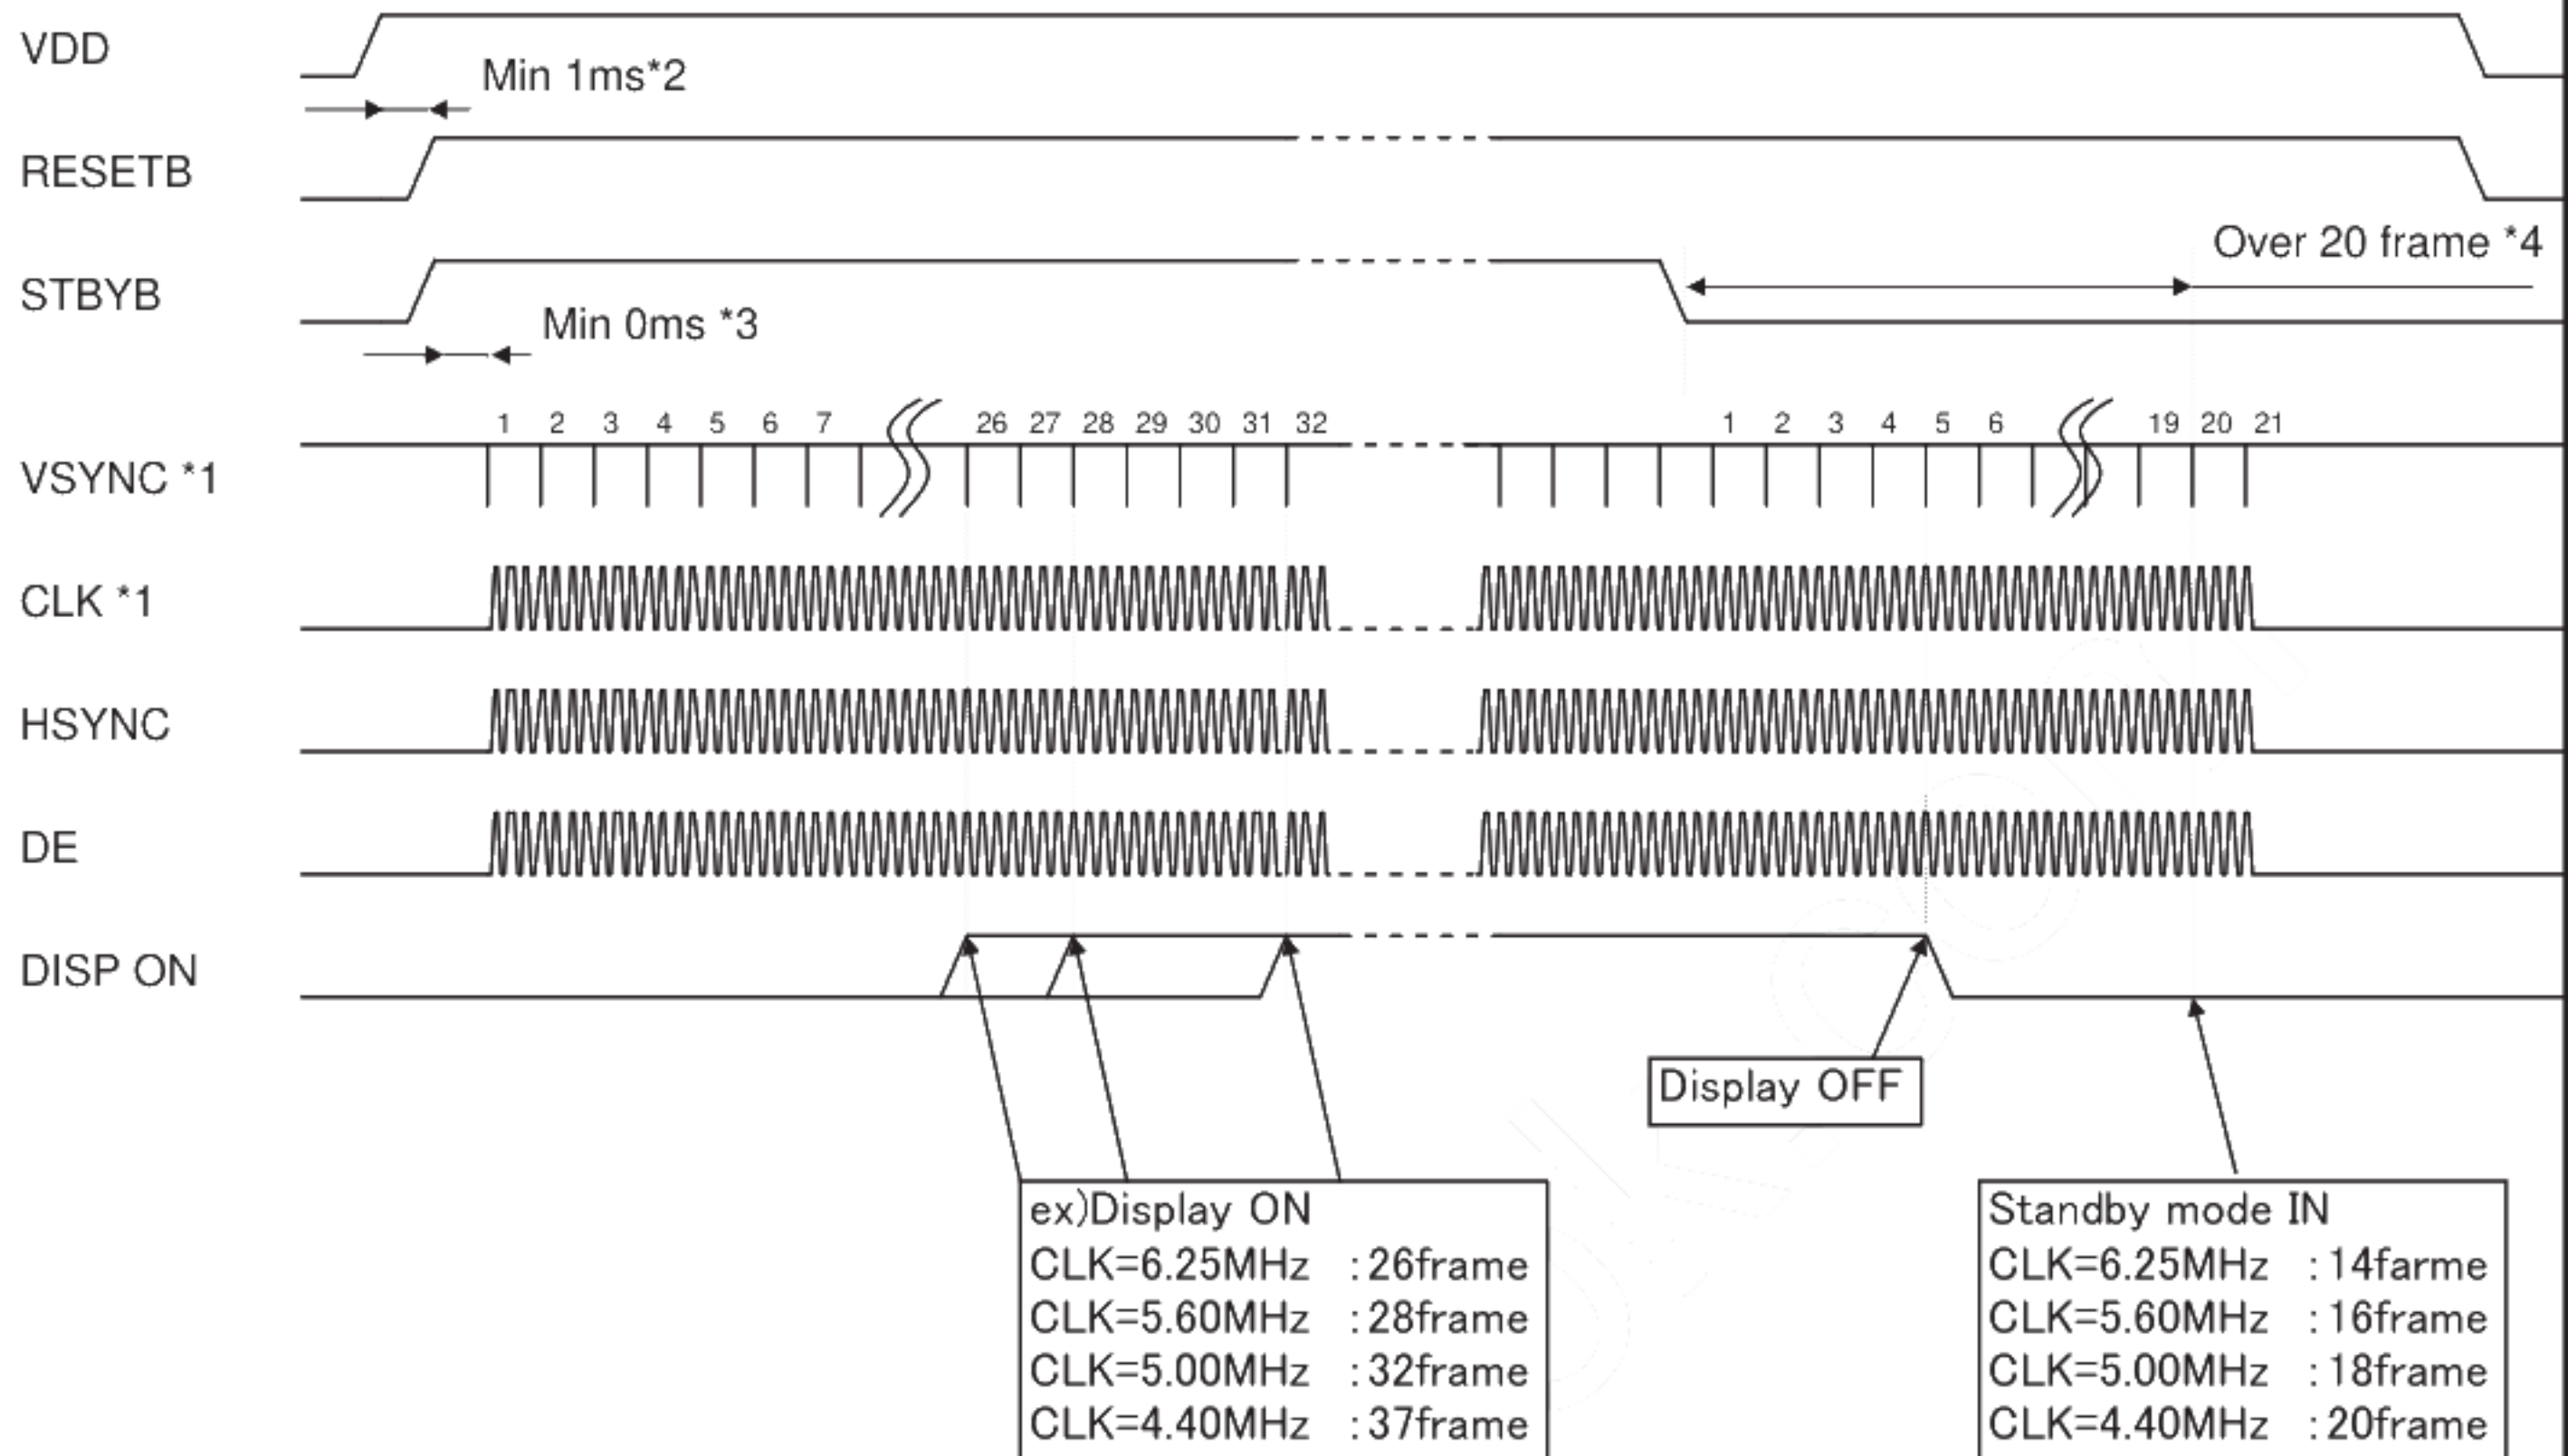 VDD
Min 1ms*2
RESETB
Over 20 frame *4
STBYB
Min 0ms *3
1 2 3 4 5 6 7 26 27 28 29 30 31 32 1 2 3 4 5 6 19 20 21
VSYNC *1
CLK *1
HSYNC
DE
DISP ON
Display OFF
ex)Display ON
CLK=6.25MHz :26frame
CLK=5.60MHz :28frame
CLK=5.00MHz :32frame
CLK=4.40MHz :37frame
Standby mode IN
CLK=6.25MHz :14farme
CLK=5.60MHz :16frame
CLK=5.00MHz :18frame
CLK=4.40MHz :20frame